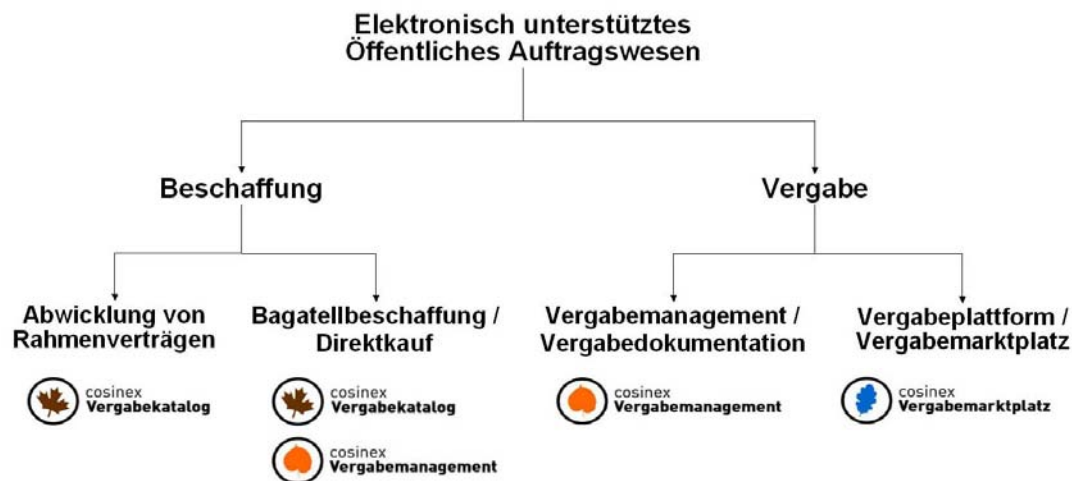 Elektronisch unterstütztes
Öffentliches Auftragswesen
Beschaffung
Vergabe
Abwicklung von
Rahmenverträgen
Bagatellbeschaffung /
Direktkauf
Vergabemanagement /
Vergabedokumentation
Vergabeplattform /
Vergabemarktplatz
cosinex
Vergabekatalog
cosinex
Vergabekatalog
cosinex
Vergabemanagement
cosinex
Vergabemanagement
cosinex
Vergabemarktplatz